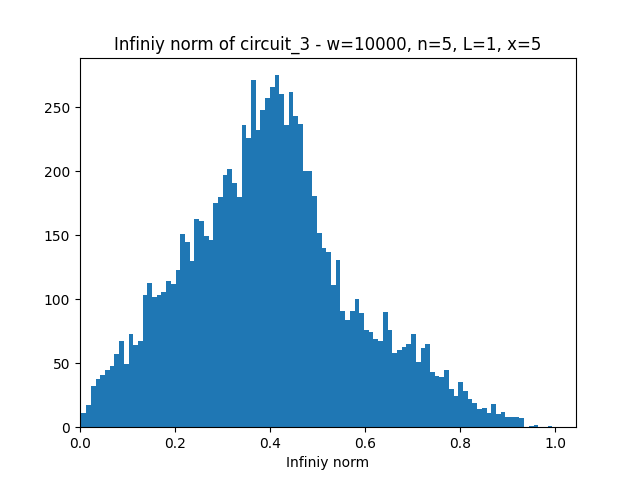 Infiniy norm of circuit_3 - w=10000, n=5, L=1, x=5
250
200
150
100
50
0
0.0 0.2 0.4 0.6 0.8 1.0
Infiniy norm